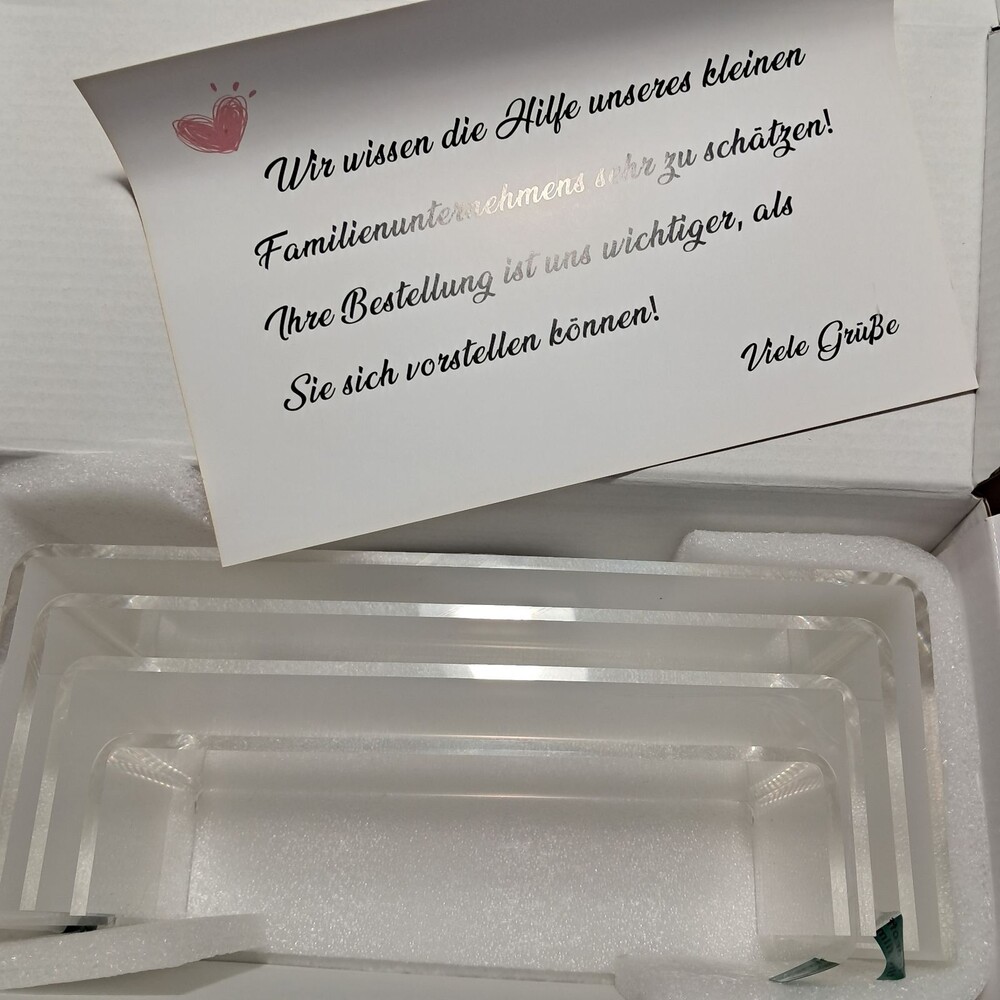 Wir wissen die Hilfe unseres kleinen
Familienunternehmens sehr zu schätzen!
Ihre Bestellung ist uns wichtiger, als
Sie sich vorstellen können!
Viele Grüße